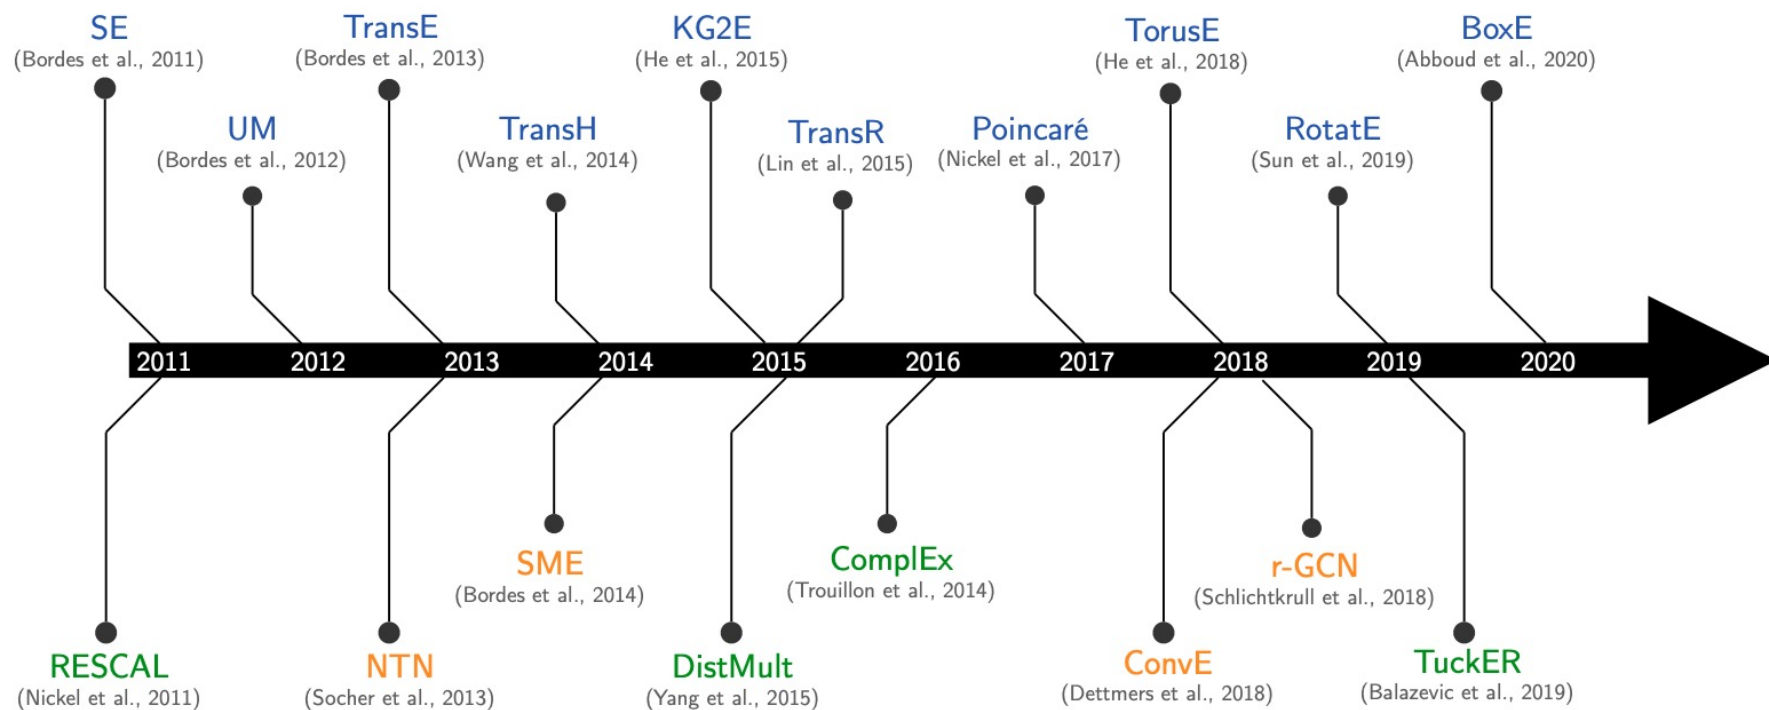 SE
(Bordes et al., 2011)
TransE
(Bordes et al., 2013)
KG2E
(He et al., 2015)
TorusE
(He et al., 2018)
BoxE
(Abboud et al., 2020)
UM
(Bordes et al., 2012)
TransH
(Wang et al., 2014)
TransR
(Lin et al., 2015)
Poincaré
(Nickel et al., 2017)
RotatE
(Sun et al., 2019)
2011 2012 2013 2014 2015 2016 2017 2018 2019 2020
SME
(Bordes et al., 2014)
ComplEx
(Trouillon et al., 2014)
r-GCN
(Schlichtkrull et al., 2018)
RESCAL
(Nickel et al., 2011)
NTN
(Socher et al., 2013)
DistMult
(Yang et al., 2015)
ConvE
(Dettmers et al., 2018)
TuckER
(Balazevic et al., 2019)